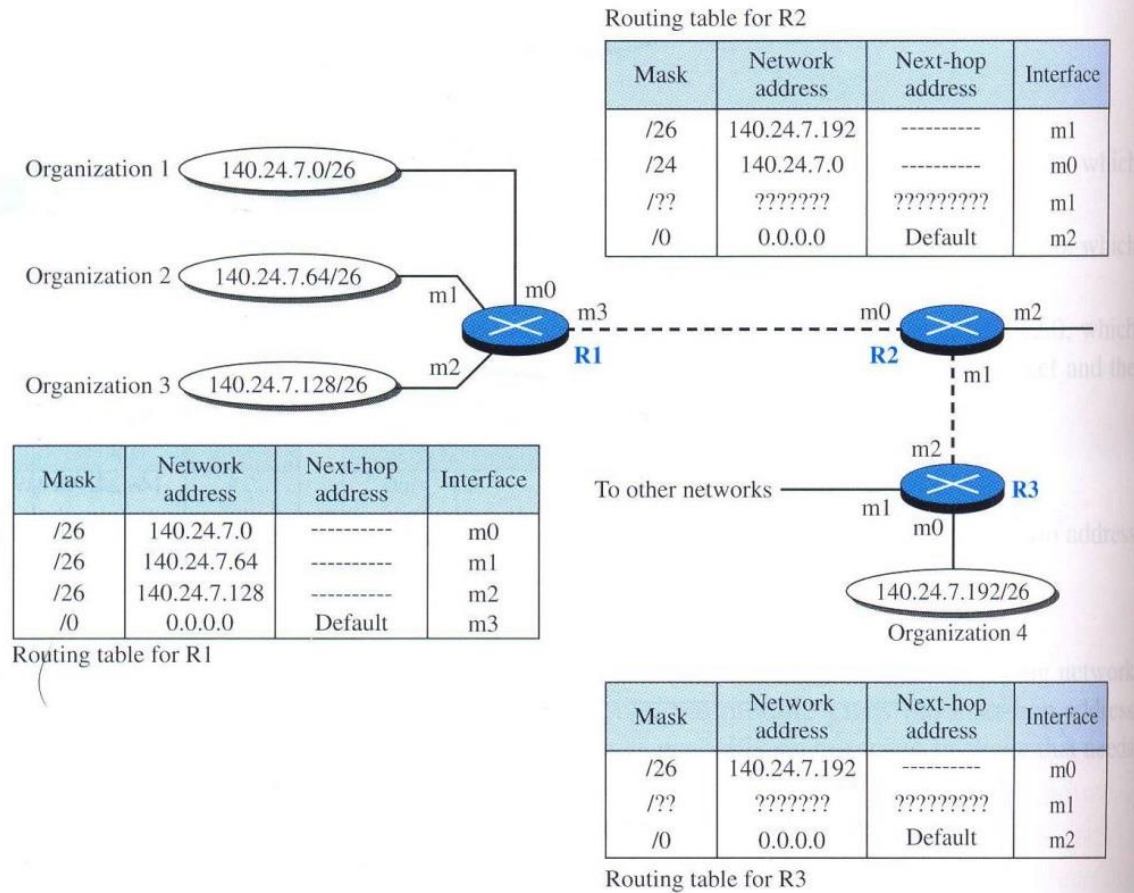 Routing table for R2
Mask Network address Next-hop address Interface
/26 140.24.7.192 ---------- m1
/24 140.24.7.0 ---------- m0
/?? ??????? ????????? m1
/0 0.0.0.0 Default m2
Organization 1 140.24.7.0/26
Organization 2 140.24.7.64/26
m1 m0
m3 m0 m2
R1 R2
m2
Organization 3 140.24.7.128/26
m1
m2
To other networks R3
m1
m0
140.24.7.192/26
Organization 4
Mask Network address Next-hop address Interface
/26 140.24.7.0 ---------- m0
/26 140.24.7.64 ---------- m1
/26 140.24.7.128 ---------- m2
/0 0.0.0.0 Default m3
Routing table for R1
Mask Network address Next-hop address Interface
/26 140.24.7.192 ---------- m0
/?? ??????? ????????? m1
/0 0.0.0.0 Default m2
Routing table for R3